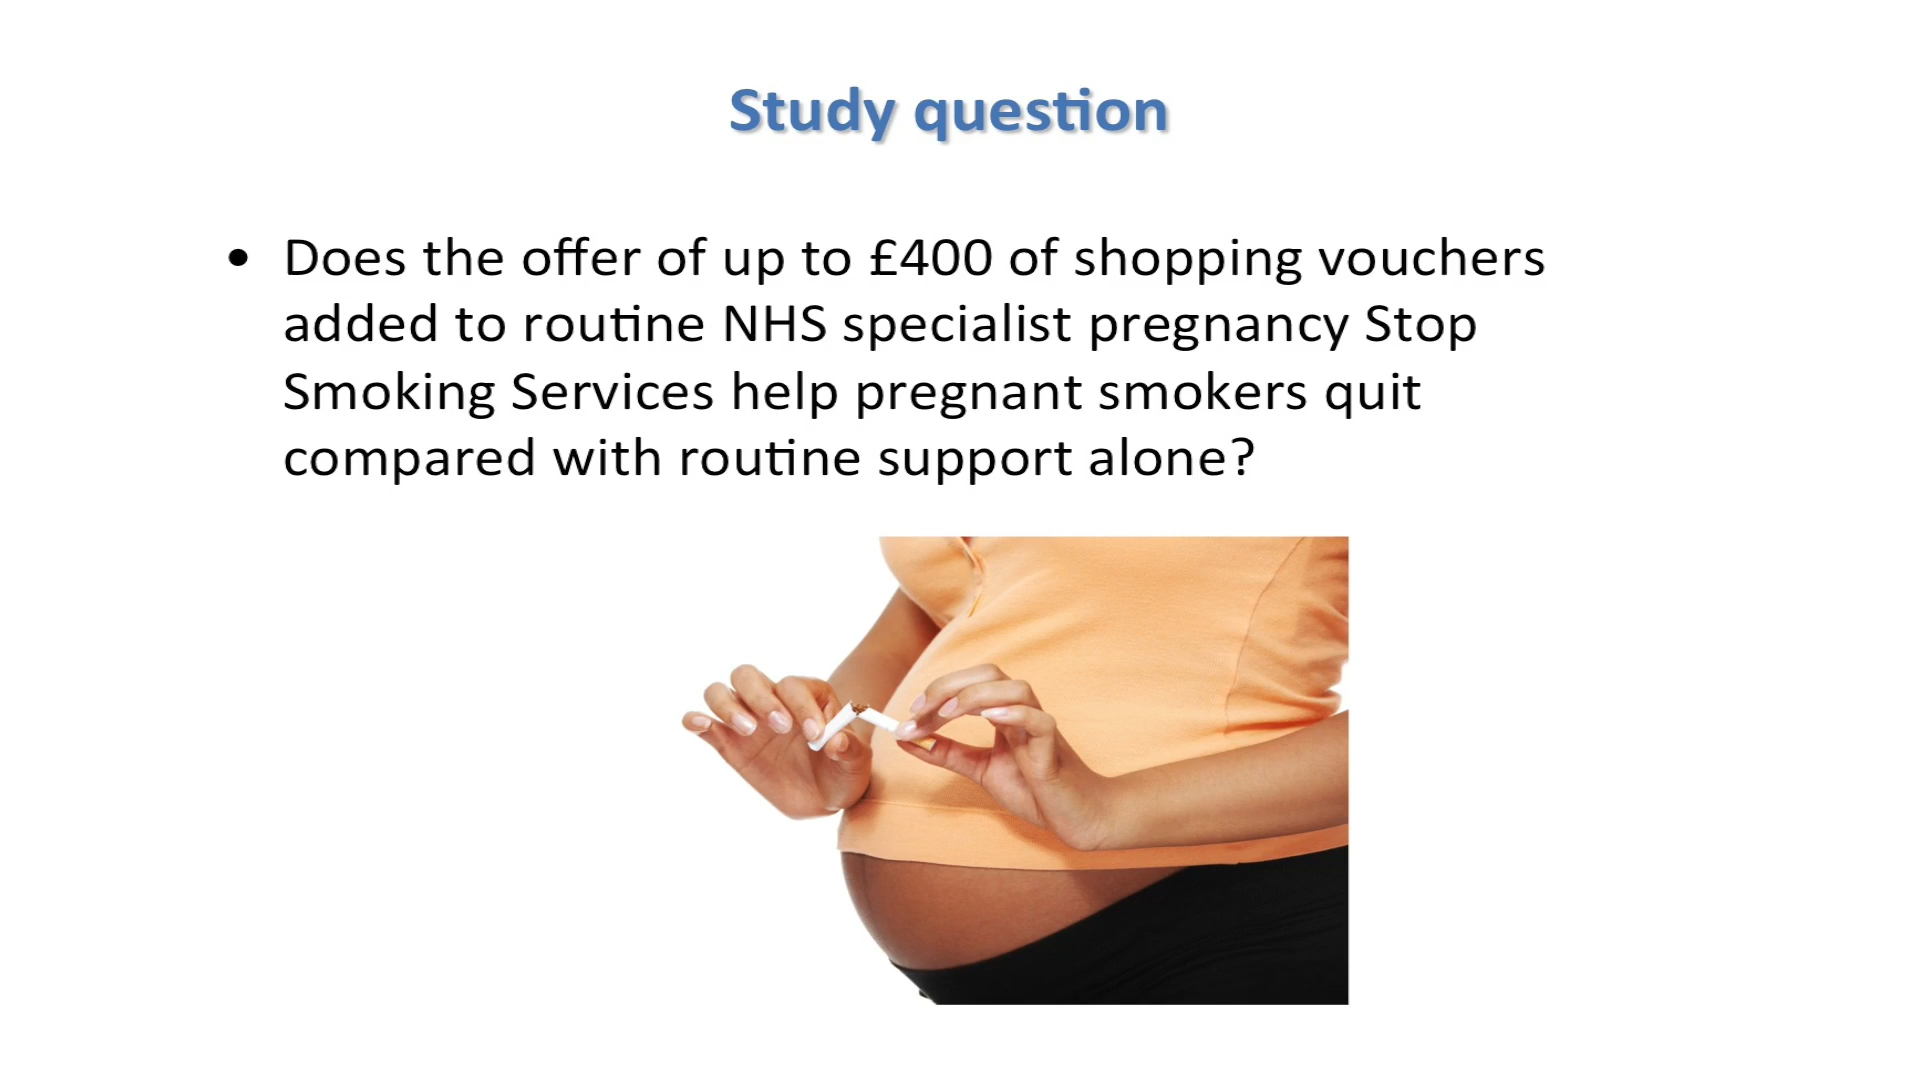 Study question
• Does the offer of up to £400 of shopping vouchers
added to routine NHS specialist pregnancy Stop
Smoking Services help pregnant smokers quit
compared with routine support alone?